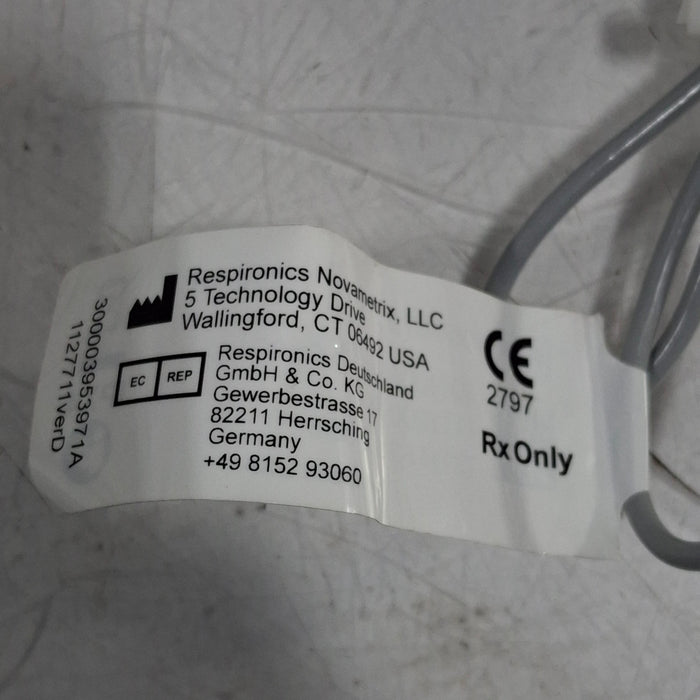 Respironics Novametrix, LLC
5 Technology Drive
Wallingford, CT 06492 USA
EC REP
Respironics Deutschland
GmbH & Co. KG
Gewerbestrasse 17
82211 Herrsching
Germany
+49 8152 93060
CE
2797
Rx Only
300003953971A
1127711verD